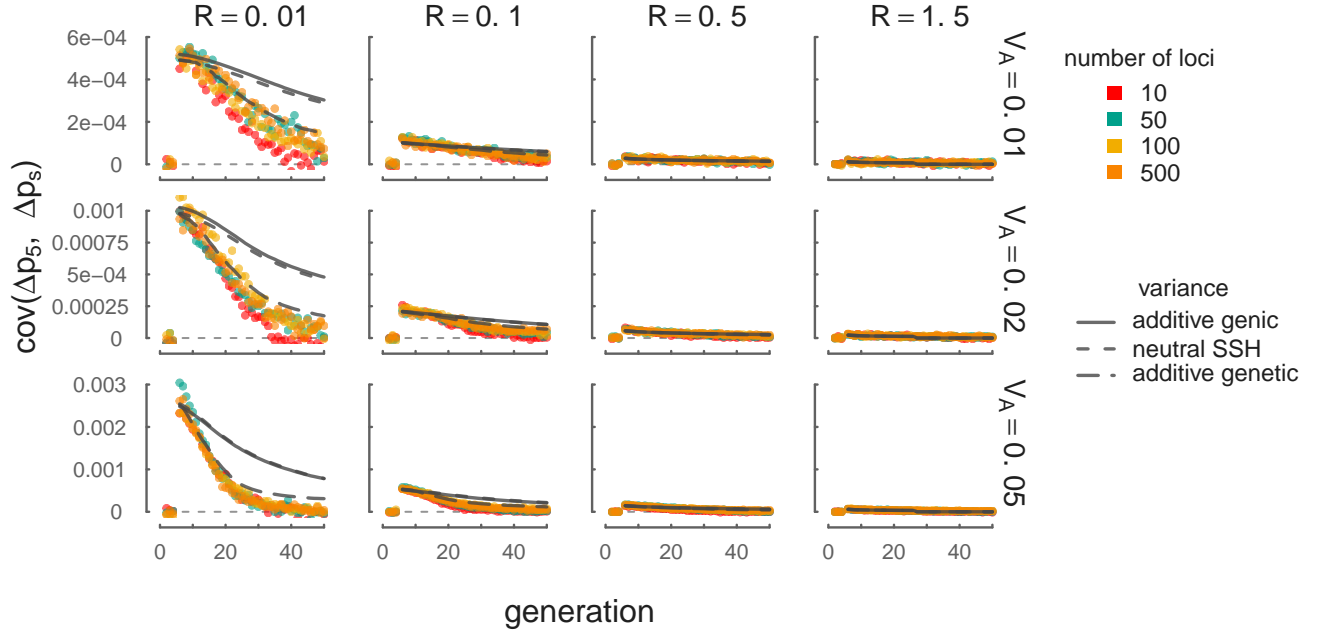 R = 0. 01
R = 0. 1
R = 0. 5
R = 1. 5
6e−04
4e−04
2e−04
0
V_A = 0. 01
0.001
0.00075
5e−04
0.00025
0
V_A = 0. 02
0.003
0.002
0.001
0
V_A = 0. 05
0 20 40
0 20 40
0 20 40
0 20 40
cov(Δp₅, Δpₛ)
generation
number of loci
10
50
100
500
variance
additive genic
neutral SSH
additive genetic